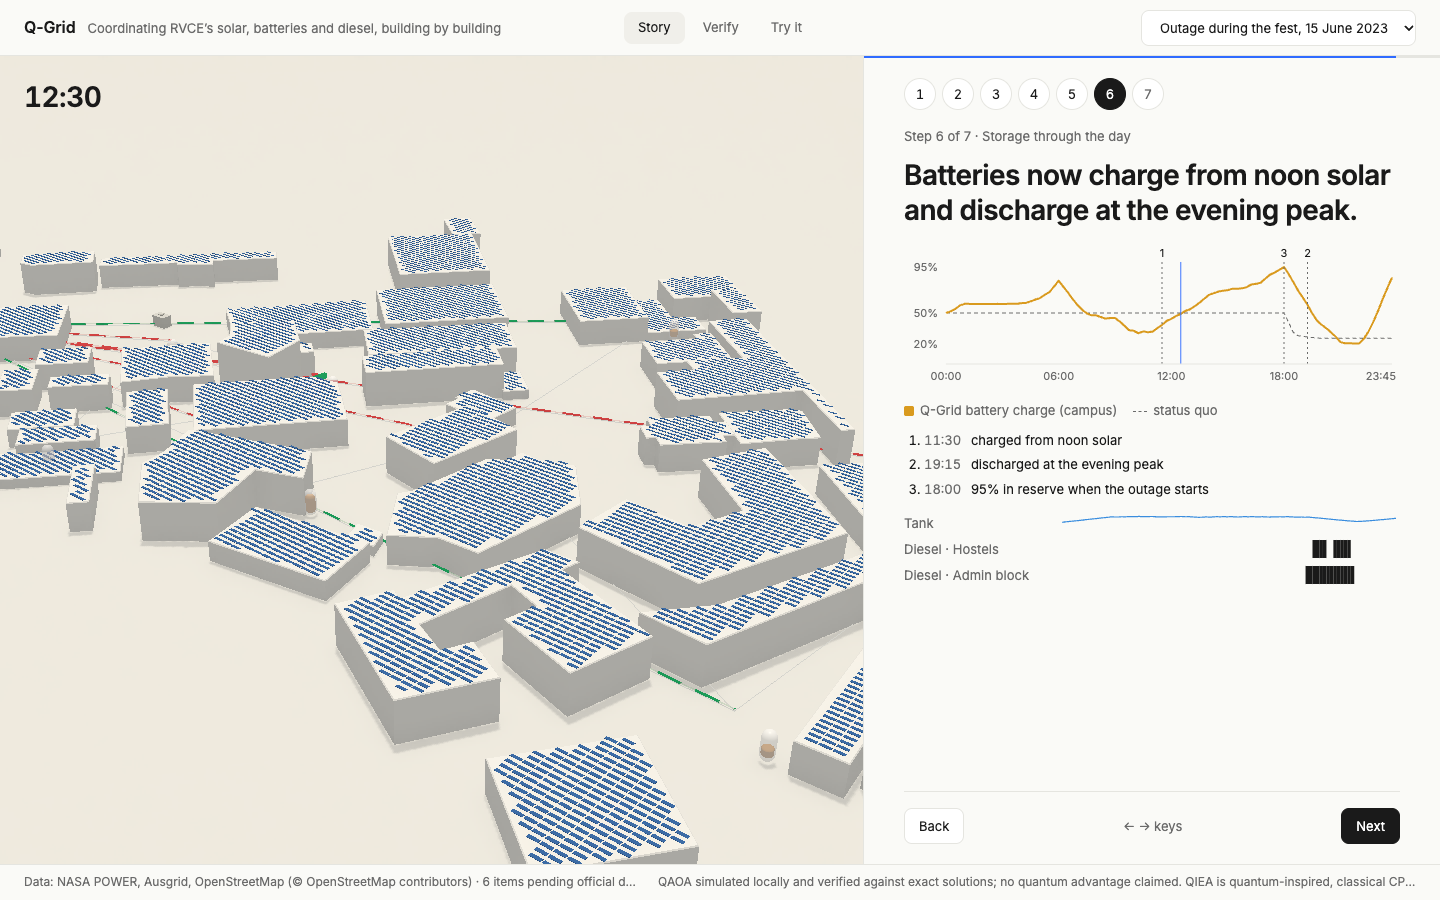 Q-Grid Coordinating RVCE's solar, batteries and diesel, building by building
Story Verify Try it
Outage during the fest, 15 June 2023
12:30
1 2 3 4 5 6 7
Step 6 of 7 · Storage through the day
Batteries now charge from noon solar
and discharge at the evening peak.
1 3 2
95%
50%
20%
00:00 06:00 12:00 18:00 23:45
Q-Grid battery charge (campus) status quo
1. 11:30 charged from noon solar
2. 19:15 discharged at the evening peak
3. 18:00 95% in reserve when the outage starts
Tank
Diesel · Hostels
Diesel · Admin block
Back ← → keys Next
Data: NASA POWER, Ausgrid, OpenStreetMap (© OpenStreetMap contributors) · 6 items pending official d...
QAOA simulated locally and verified against exact solutions; no quantum advantage claimed. QIEA is quantum-inspired, classical CP...